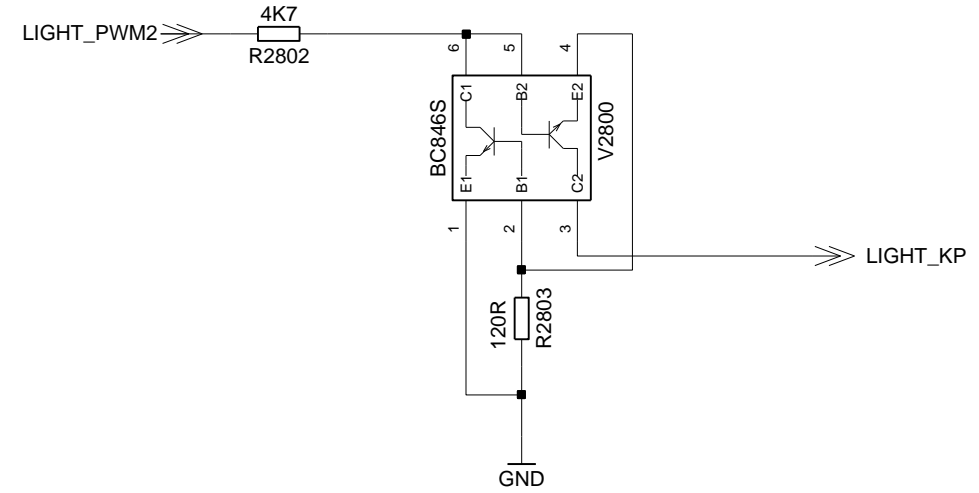 4K7
LIGHT_PWM2
R2802
6
5
4
C1
B2
E2
BC846S
V2800
E1
B1
C2
1
2
3
LIGHT_KP
120R
R2803
GND